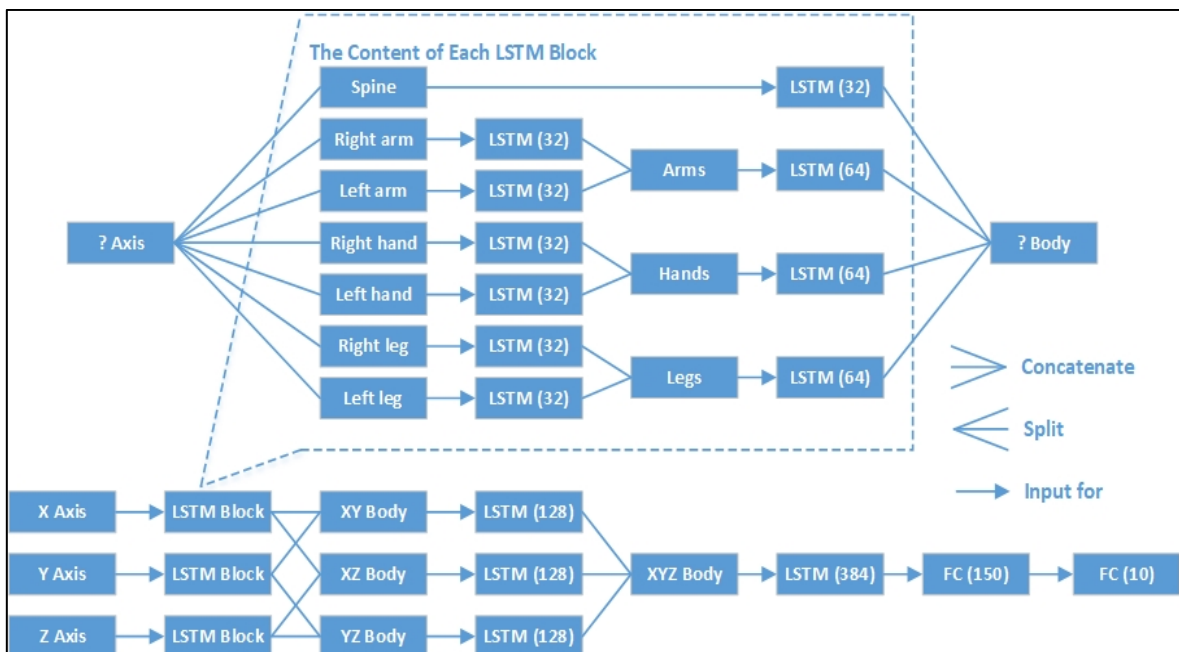 The Content of Each LSTM Block
Spine
LSTM (32)
Right arm
LSTM (32)
Arms
LSTM (64)
Left arm
LSTM (32)
? Axis
Right hand
LSTM (32)
? Body
Hands
LSTM (64)
Left hand
LSTM (32)
Right leg
LSTM (32)
Legs
LSTM (64)
Left leg
LSTM (32)
Concatenate
Split
Input for
X Axis
LSTM Block
XY Body
LSTM (128)
Y Axis
LSTM Block
XZ Body
LSTM (128)
XYZ Body
LSTM (384)
FC (150)
FC (10)
Z Axis
LSTM Block
YZ Body
LSTM (128)